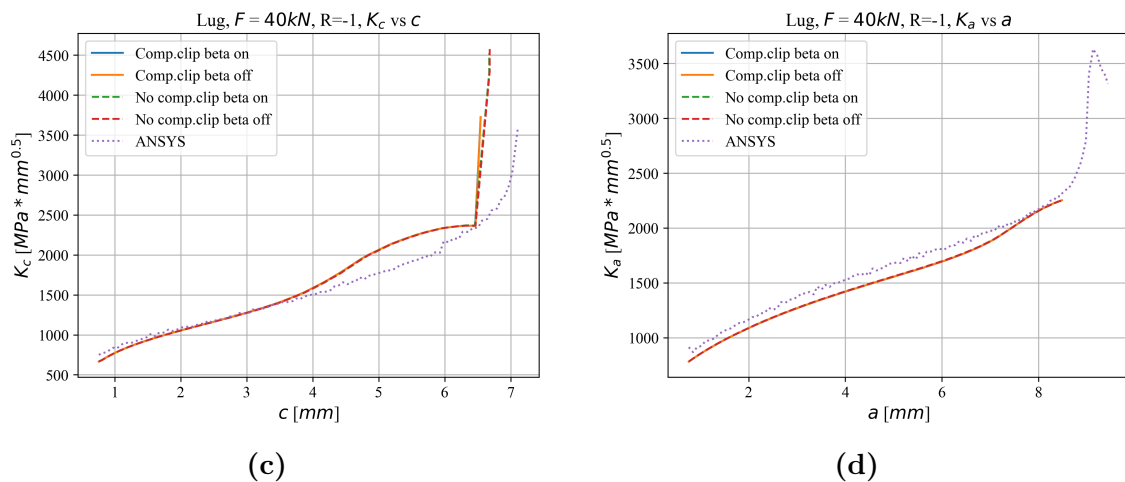 Lug, F = 40kN, R=-1, K_c vs c
Comp.clip beta on
Comp.clip beta off
No comp.clip beta on
No comp.clip beta off
ANSYS
4500
4000
3500
3000
2500
2000
1500
1000
500
K_c [MPa * mm^0.5]
1 2 3 4 5 6 7
c [mm]
(c)
Lug, F = 40kN, R=-1, K_a vs a
Comp.clip beta on
Comp.clip beta off
No comp.clip beta on
No comp.clip beta off
ANSYS
3500
3000
2500
2000
1500
1000
K_a [MPa * mm^0.5]
2 4 6 8
a [mm]
(d)